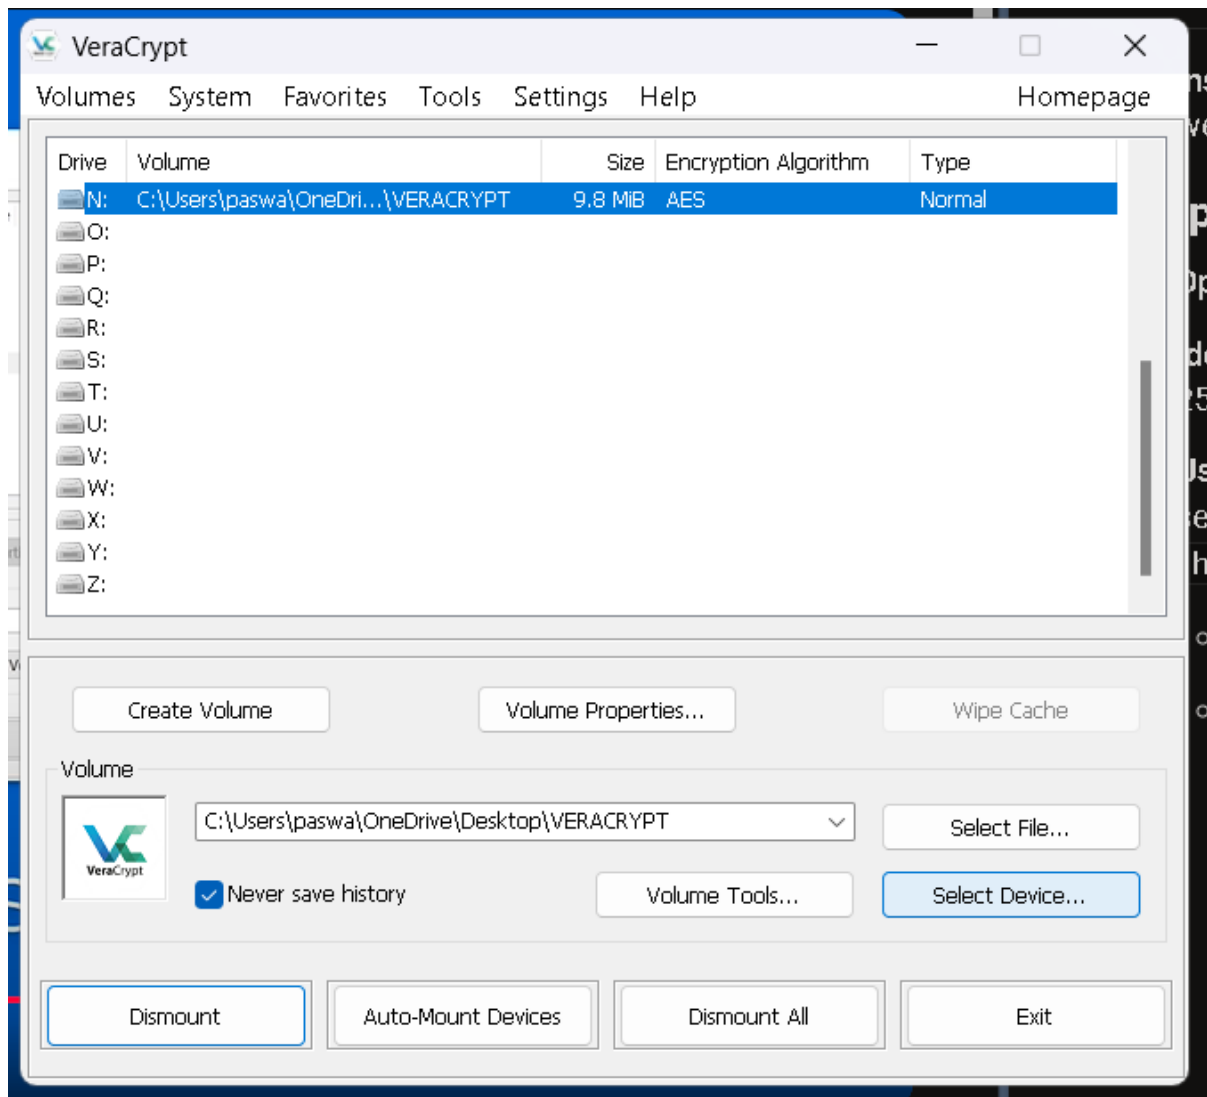 VeraCrypt
Volumes System Favorites Tools Settings Help Homepage
Drive Volume Size Encryption Algorithm Type
N: C:\Users\paswa\OneDri...\VERACRYPT 9.8 MiB AES Normal
O:
P:
Q:
R:
S:
T:
U:
V:
W:
X:
Y:
Z:
Create Volume Volume Properties... Wipe Cache
Volume
C:\Users\paswa\OneDrive\Desktop\VERACRYPT Select File...
VeraCrypt
Never save history Volume Tools... Select Device...
Dismount Auto-Mount Devices Dismount All Exit